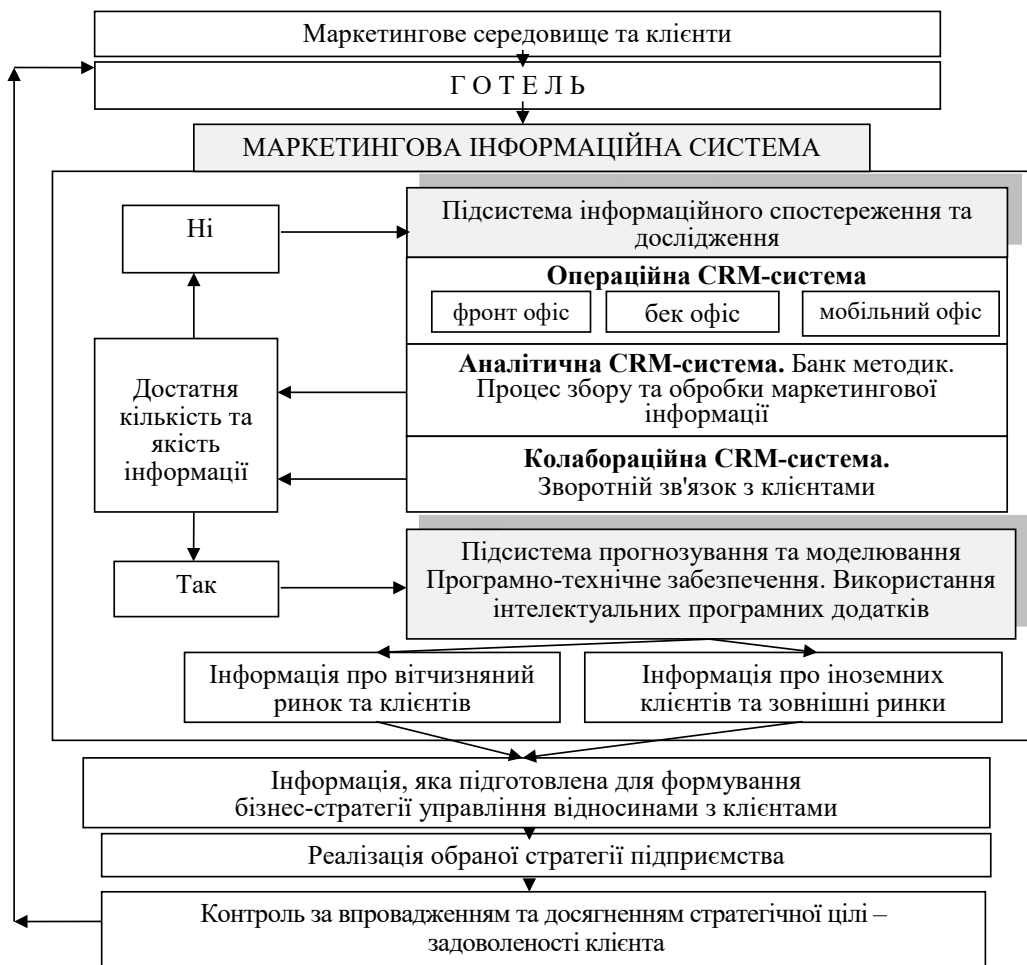 Маркетингове середовище та клієнти
Г О Т Е Л Ь
МАРКЕТИНГОВА ІНФОРМАЦІЙНА СИСТЕМА
Ні
Підсистема інформаційного спостереження та
дослідження
Операційна CRM-система
фронт офіс
бек офіс
мобільний офіс
Достатня
кількість та
якість
інформації
Аналітична CRM-система. Банк методик.
Процес збору та обробки маркетингової
інформації
Колабораційна CRM-система.
Зворотній зв'язок з клієнтами
Так
Підсистема прогнозування та моделювання
Програмно-технічне забезпечення. Використання
інтелектуальних програмних додатків
Інформація про вітчизняний
ринок та клієнтів
Інформація про іноземних
клієнтів та зовнішні ринки
Інформація, яка підготовлена для формування
бізнес-стратегії управління відносинами з клієнтами
Реалізація обраної стратегії підприємства
Контроль за впровадженням та досягненням стратегічної цілі –
задоволеності клієнта